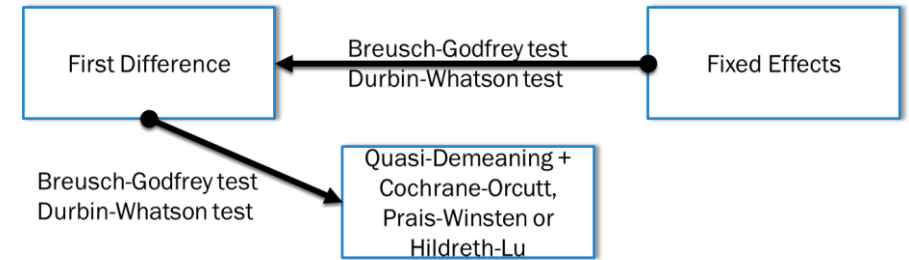 First Difference
Breusch-Godfrey test
Durbin-Whatson test
Fixed Effects
Breusch-Godfrey test
Durbin-Whatson test
Quasi-Demeaning +
Cochrane-Orcutt,
Prais-Winsten or
Hildreth-Lu